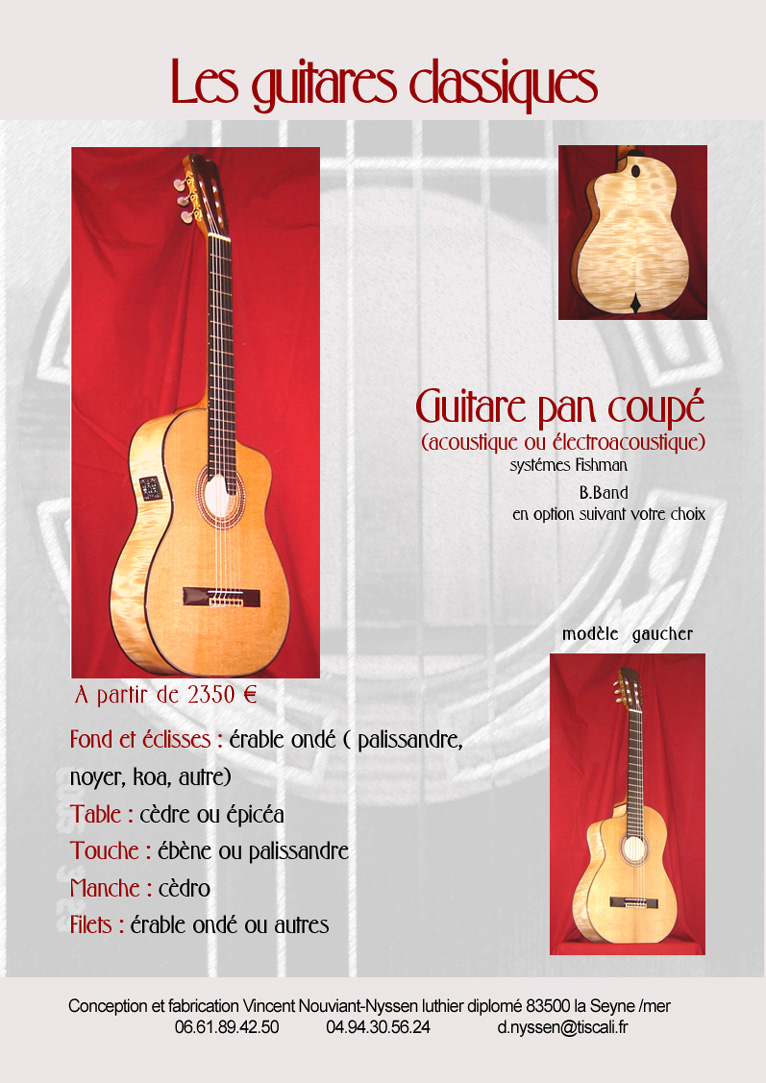 Les guitares classiques
Guitare pan coupé
(acoustique ou électroacoustique)
systémes Fishman
B.Band
en option suivant votre choix
modèle gaucher
A partir de 2350 €
Fond et éclisses : érable ondé ( palissandre,
noyer, koa, autre)
Table : cèdre ou épicéa
Touche : ébène ou palissandre
Manche : cèdro
Filets : érable ondé ou autres
Conception et fabrication Vincent Nouviant-Nyssen luthier diplomé 83500 la Seyne /mer
06.61.89.42.50 04.94.30.56.24 d.nyssen@tiscali.fr